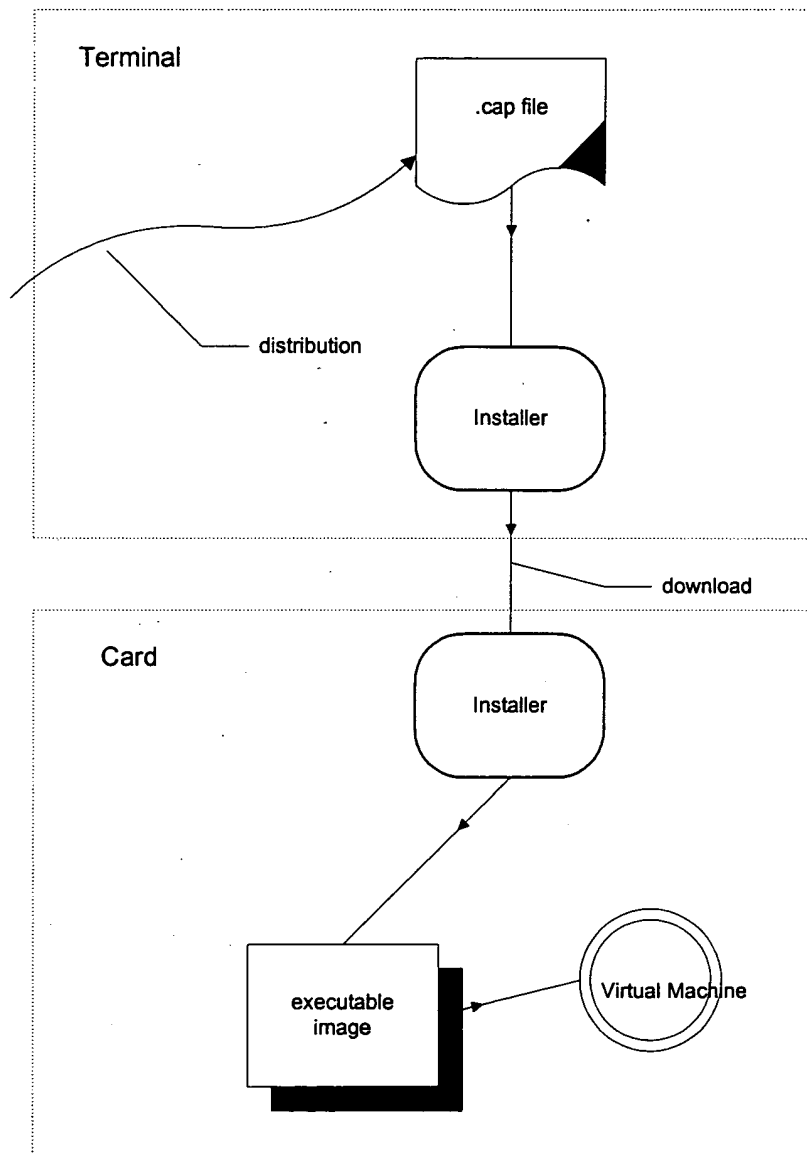 Terminal
.cap file
distribution
Installer
download
Card
Installer
executable
image
Virtual Machine